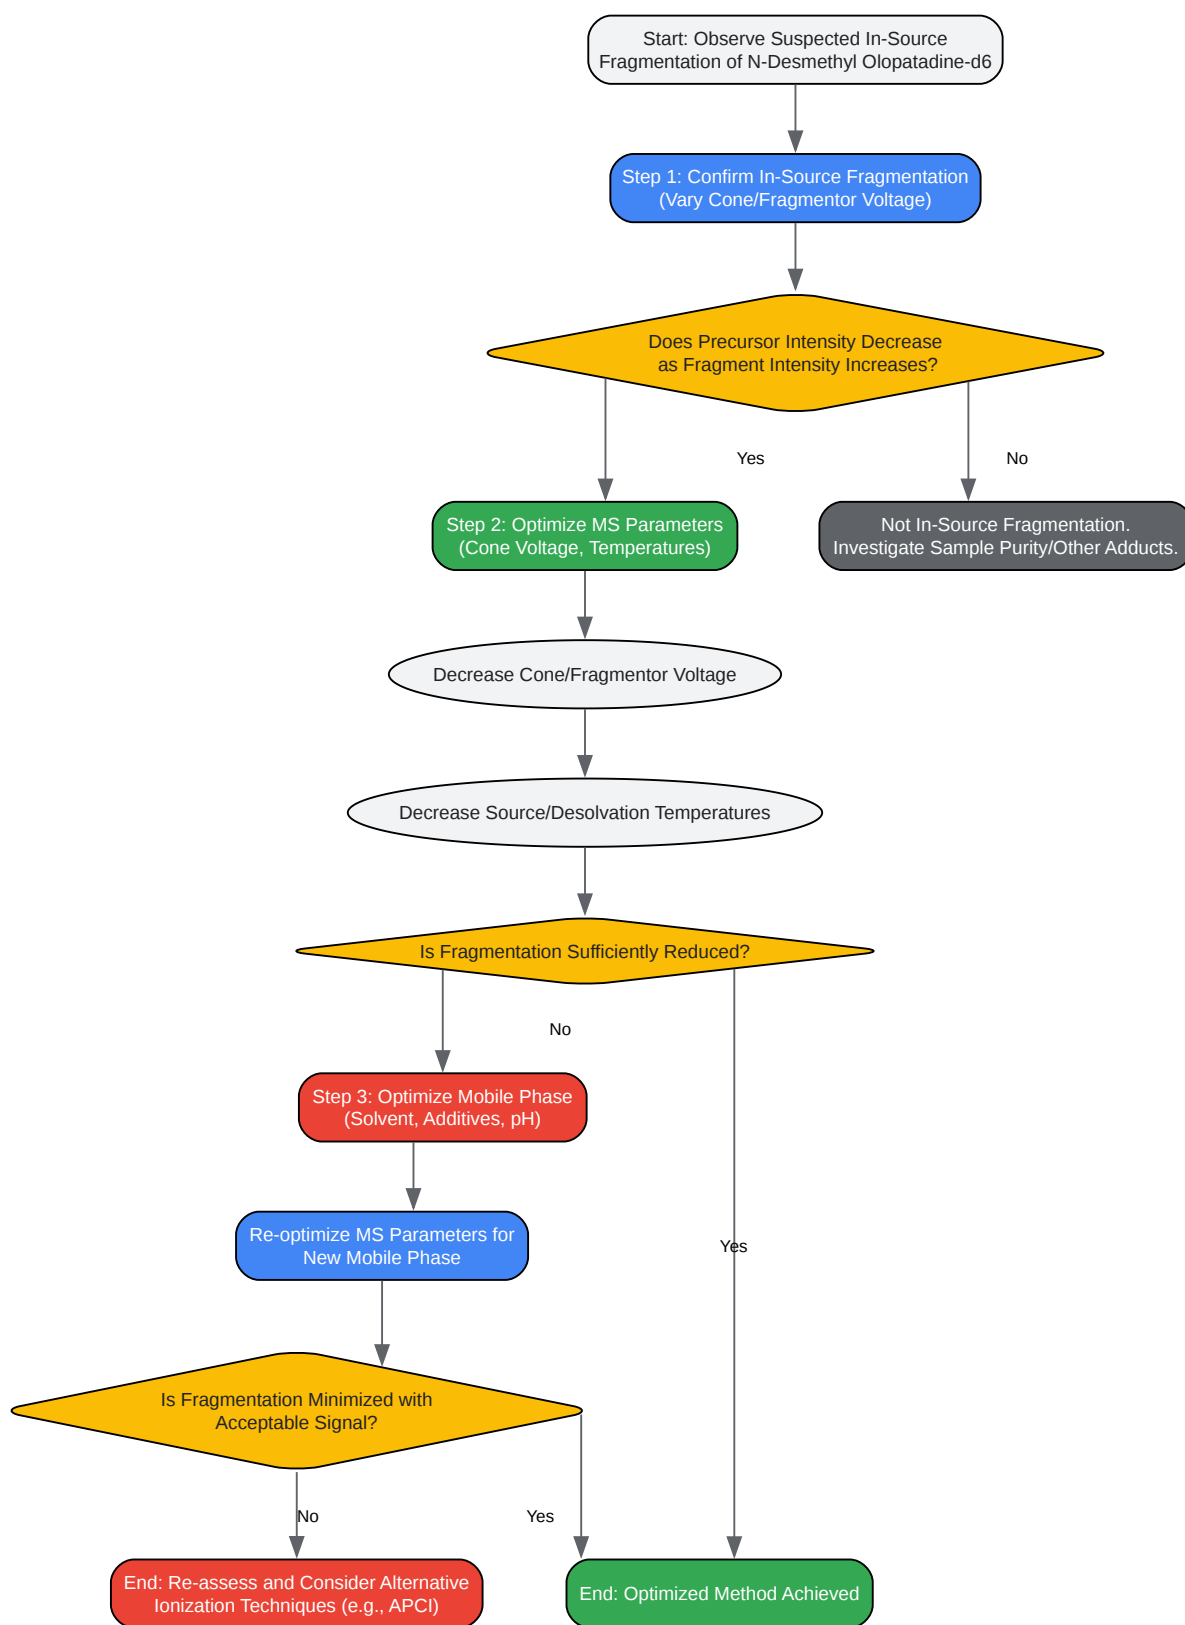 Start: Observe Suspected In-Source
Fragmentation of N-Desmethyl Olopatadine-d6
Step 1: Confirm In-Source Fragmentation
(Vary Cone/Fragmentor Voltage)
Does Precursor Intensity Decrease
as Fragment Intensity Increases?
Yes
No
Step 2: Optimize MS Parameters
(Cone Voltage, Temperatures)
Not In-Source Fragmentation.
Investigate Sample Purity/Other Adducts.
Decrease Cone/Fragmentor Voltage
Decrease Source/Desolvation Temperatures
Is Fragmentation Sufficiently Reduced?
No
Step 3: Optimize Mobile Phase
(Solvent, Additives, pH)
Re-optimize MS Parameters for
New Mobile Phase
Yes
Is Fragmentation Minimized with
Acceptable Signal?
No
Yes
End: Re-assess and Consider Alternative
Ionization Techniques (e.g., APCI)
End: Optimized Method Achieved